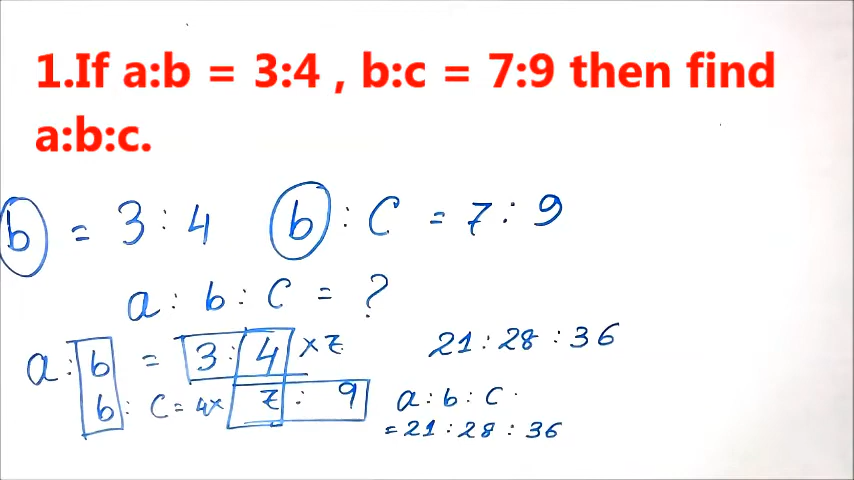 1.If a:b = 3:4 , b:c = 7:9 then find
a:b:c.
b = 3 : 4 b : c = 7 : 9
a : b : c = ?
a : b = 3 : 4 × 7
b : c = 4× 7 : 9
21 : 28 : 36
a : b : c
= 21 : 28 : 36